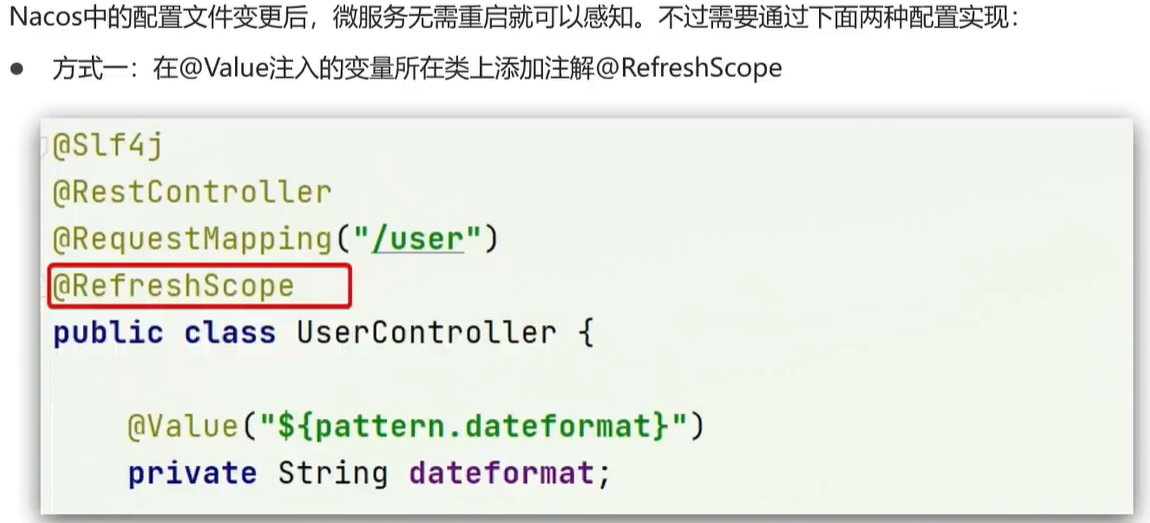 Nacos中的配置文件变更后，微服务无需重启就可以感知。不过需要通过下面两种配置实现：
● 方式一：在@Value注入的变量所在类上添加注解@RefreshScope
@Slf4j
@RestController
@RequestMapping("/user")
@RefreshScope
public class UserController {
@Value("${pattern.dateformat}")
private String dateformat;